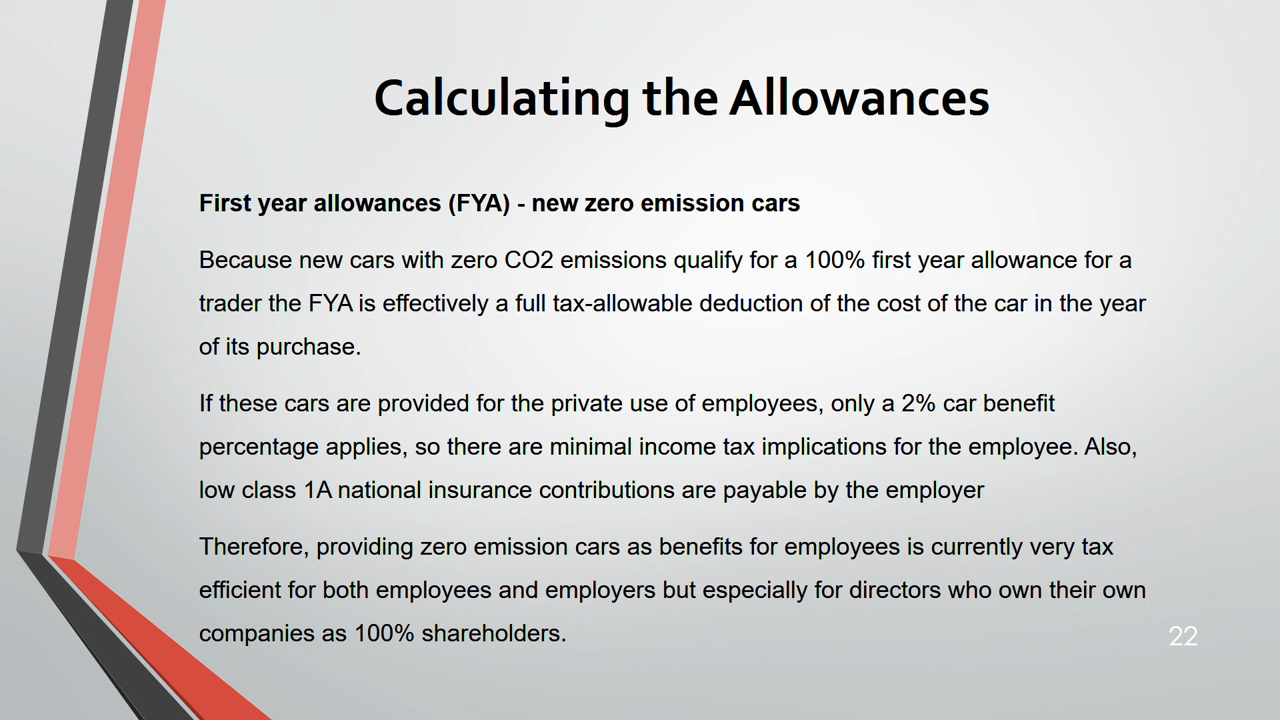 Calculating the Allowances
First year allowances (FYA) - new zero emission cars
Because new cars with zero CO2 emissions qualify for a 100% first year allowance for a
trader the FYA is effectively a full tax-allowable deduction of the cost of the car in the year
of its purchase.
If these cars are provided for the private use of employees, only a 2% car benefit
percentage applies, so there are minimal income tax implications for the employee. Also,
low class 1A national insurance contributions are payable by the employer
Therefore, providing zero emission cars as benefits for employees is currently very tax
efficient for both employees and employers but especially for directors who own their own
companies as 100% shareholders.
22